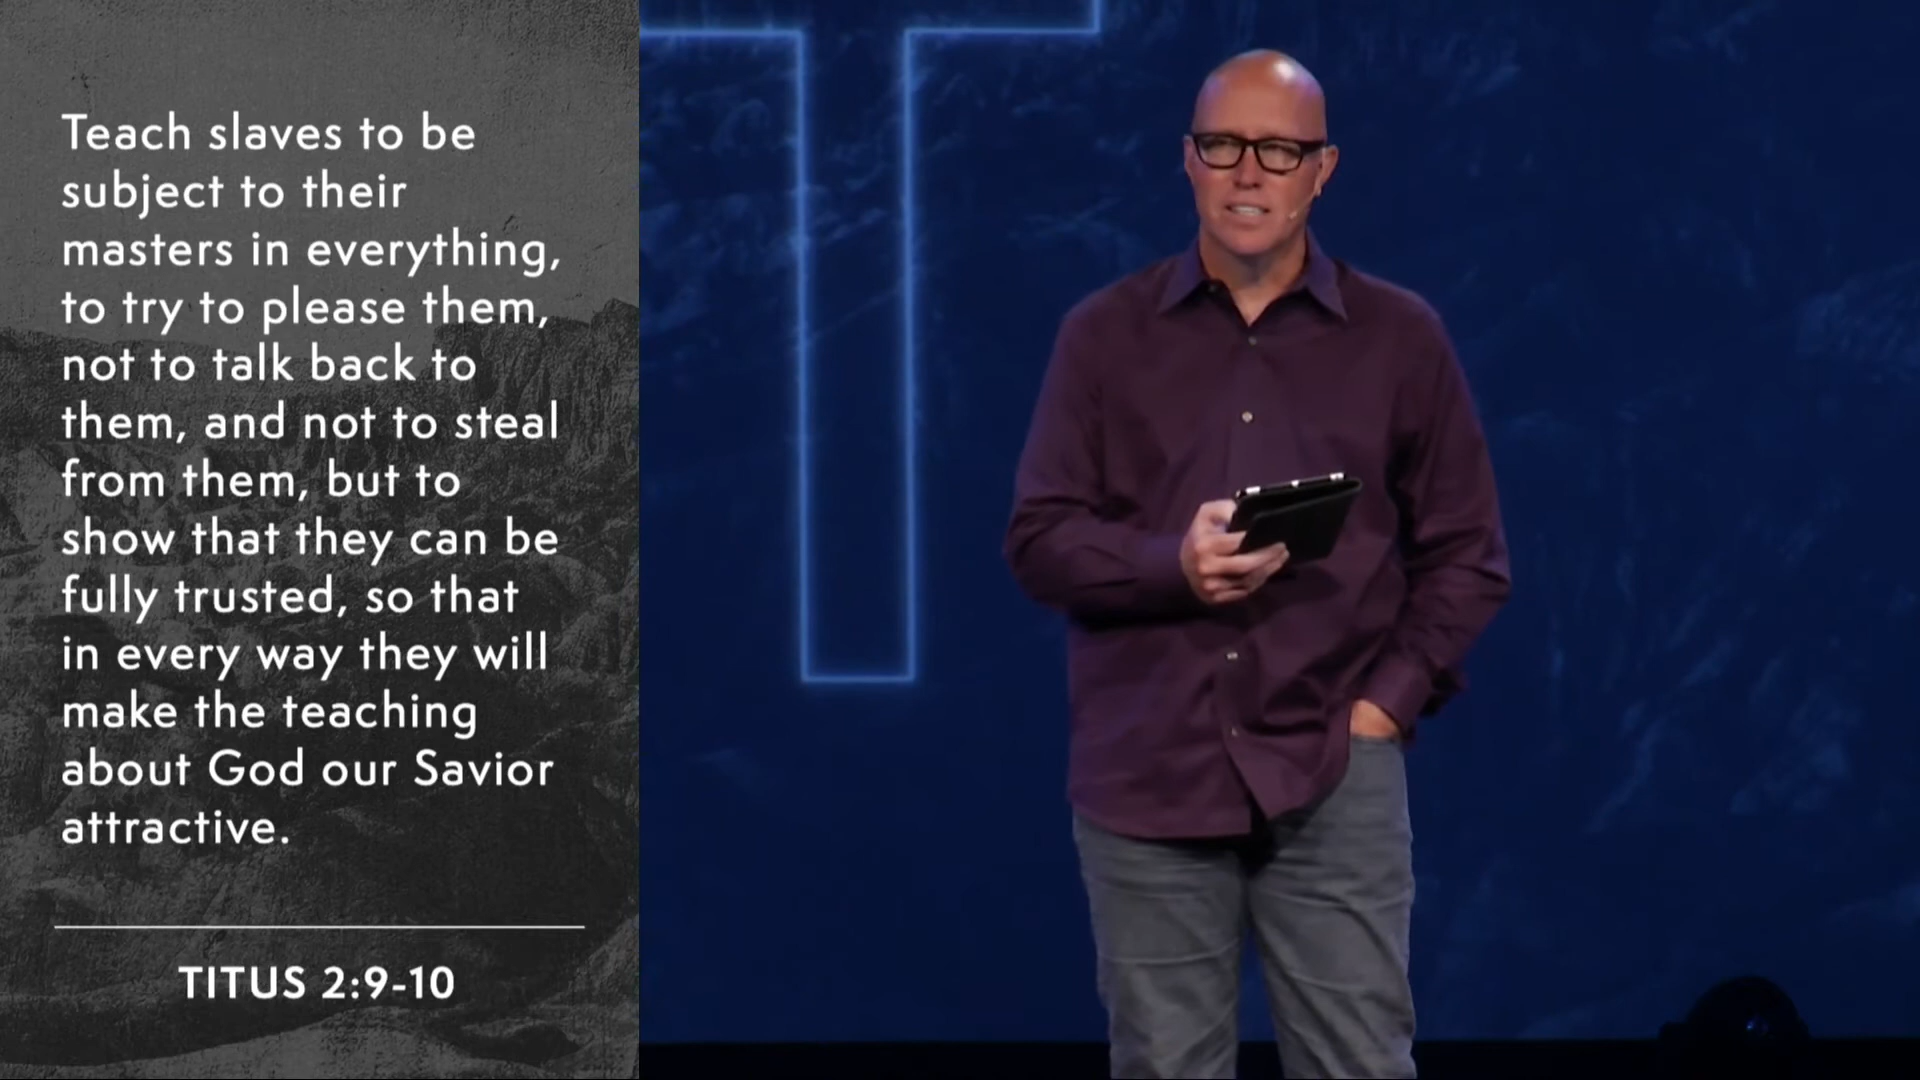 Teach slaves to be
subject to their
masters in everything,
to try to please them,
not to talk back to
them, and not to steal
from them, but to
show that they can be
fully trusted, so that
in every way they will
make the teaching
about God our Savior
attractive.
TITUS 2:9-10
T